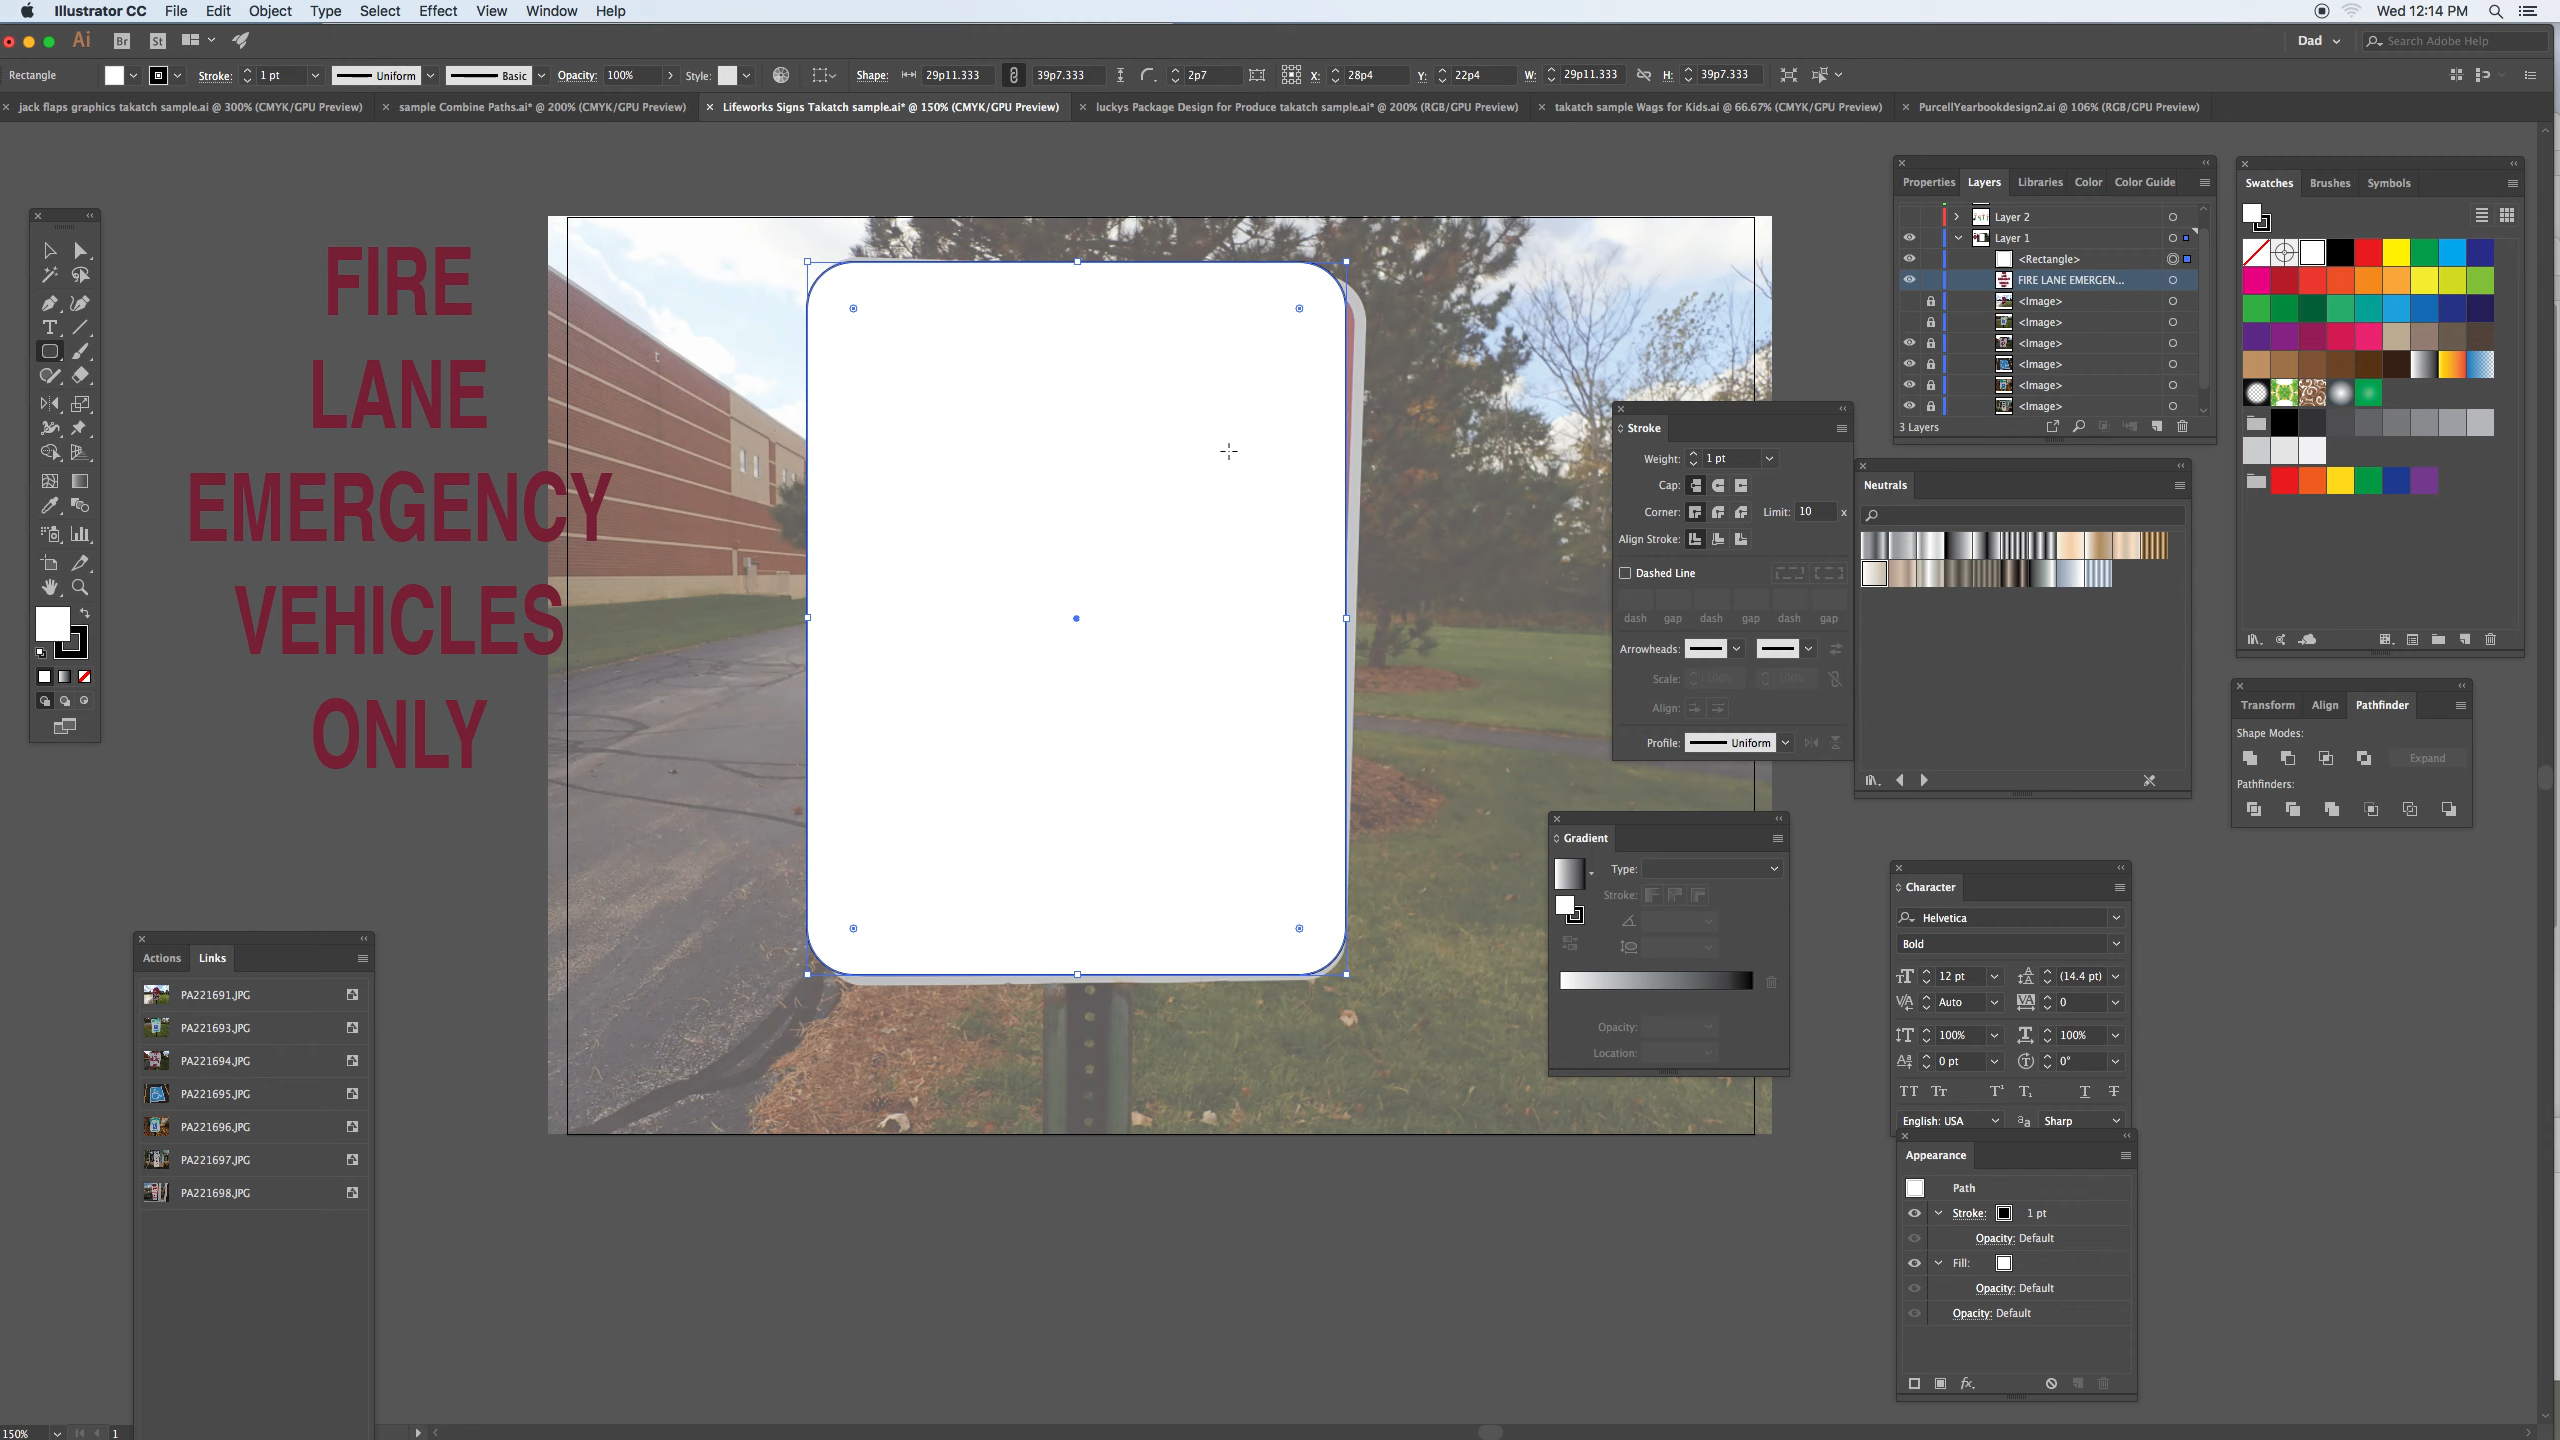 Illustrator CC File Edit Object Type Select Effect View Window Help Wed 12:14 PM
Ai Br St Dad Search Adobe Help
Rectangle Stroke: 1 pt Uniform Basic Opacity: 100% Style: Shape: 29p11.333 39p7.333 2p7 X: 28p4 Y: 22p4 W: 29p11.333 H: 39p7.333
jack flaps graphics takatch sample.ai @ 300% (CMYK/GPU Preview) sample Combine Paths.ai* @ 200% (CMYK/GPU Preview) Lifeworks Signs Takatch sample.ai* @ 150% (CMYK/GPU Preview) luckys Package Design for Produce takatch sample.ai* @ 200% (RGB/GPU Preview) takatch sample Wags for Kids.ai @ 66.67% (CMYK/GPU Preview) PurcellYearbookdesign2.ai @ 106% (RGB/GPU Preview)
FIRE
LANE
EMERGENCY
VEHICLES
ONLY
Actions Links
PA221691.JPG
PA221693.JPG
PA221694.JPG
PA221695.JPG
PA221696.JPG
PA221697.JPG
PA221698.JPG
Properties Layers Libraries Color Color Guide
Layer 2
Layer 1
<Rectangle>
FIRE LANE EMERGEN...
<Image>
<Image>
<Image>
<Image>
<Image>
<Image>
3 Layers
Swatches Brushes Symbols
Stroke
Weight: 1 pt
Cap:
Corner: Limit: 10 x
Align Stroke:
Dashed Line
dash gap dash gap dash gap
Arrowheads:
Scale: 100% 100%
Align:
Profile: Uniform
Neutrals
Transform Align Pathfinder
Shape Modes:
Expand
Pathfinders:
Gradient
Type:
Stroke:
Opacity:
Location:
Character
Helvetica
Bold
12 pt (14.4 pt)
Auto 0
100% 100%
0 pt 0°
English: USA Sharp
Appearance
Path
Stroke: 1 pt
Opacity: Default
Fill:
Opacity: Default
Opacity: Default
150% 1